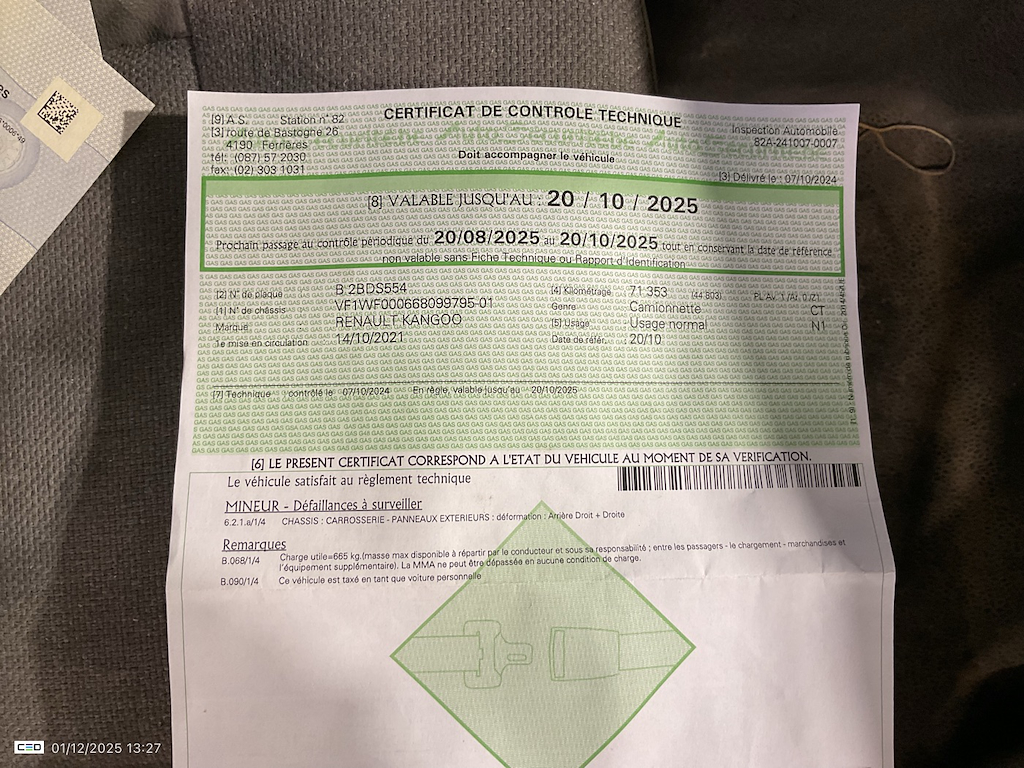 [9] A.S. Station n° 82
[3] route de Bastogne 26
4190 Ferrières
tél: (087) 57 2030
fax: (02) 303 1031
CERTIFICAT DE CONTROLE TECHNIQUE
Doit accompagner le véhicule
Inspection Automobile
82A-241007-0007
[3] Délivré le : 07/10/2024
[8] VALABLE JUSQU'AU : 20 / 10 / 2025
Prochain passage au contrôle périodique du 20/08/2025 au 20/10/2025 tout en conservant la date de référence
non valable sans Fiche Technique ou Rapport d'Identification
[2] N° de plaque B 2BDS554
[1] N° de châssis VF1WF000668099795-01
Marque RENAULT KANGOO
1e mise en circulation 14/10/2021
[4] Kilométrage 71 353 (44 803) PL/Av. 1/Ar. 0/Z1
Genre Camionnette CT
[5] Usage Usage normal N1
Date de référ. 20/10
[7] Technique contrôlé le 07/10/2024 En règle, valable jusqu'au 20/10/2025
[6] LE PRESENT CERTIFICAT CORRESPOND A L'ETAT DU VEHICULE AU MOMENT DE SA VERIFICATION.
Le véhicule satisfait au règlement technique
MINEUR - Défaillances à surveiller
6.2.1.a/1/4 CHASSIS : CARROSSERIE - PANNEAUX EXTERIEURS : déformation : Arrière Droit + Droite
Remarques
B.068/1/4 Charge utile=665 kg.(masse max disponible à répartir par le conducteur et sous sa responsabilité ; entre les passagers - le chargement - marchandises et
l'équipement supplémentaire). La MMA ne peut être dépassée en aucune condition de charge.
B.090/1/4 Ce véhicule est taxé en tant que voiture personnelle
CEO 01/12/2025 13:27